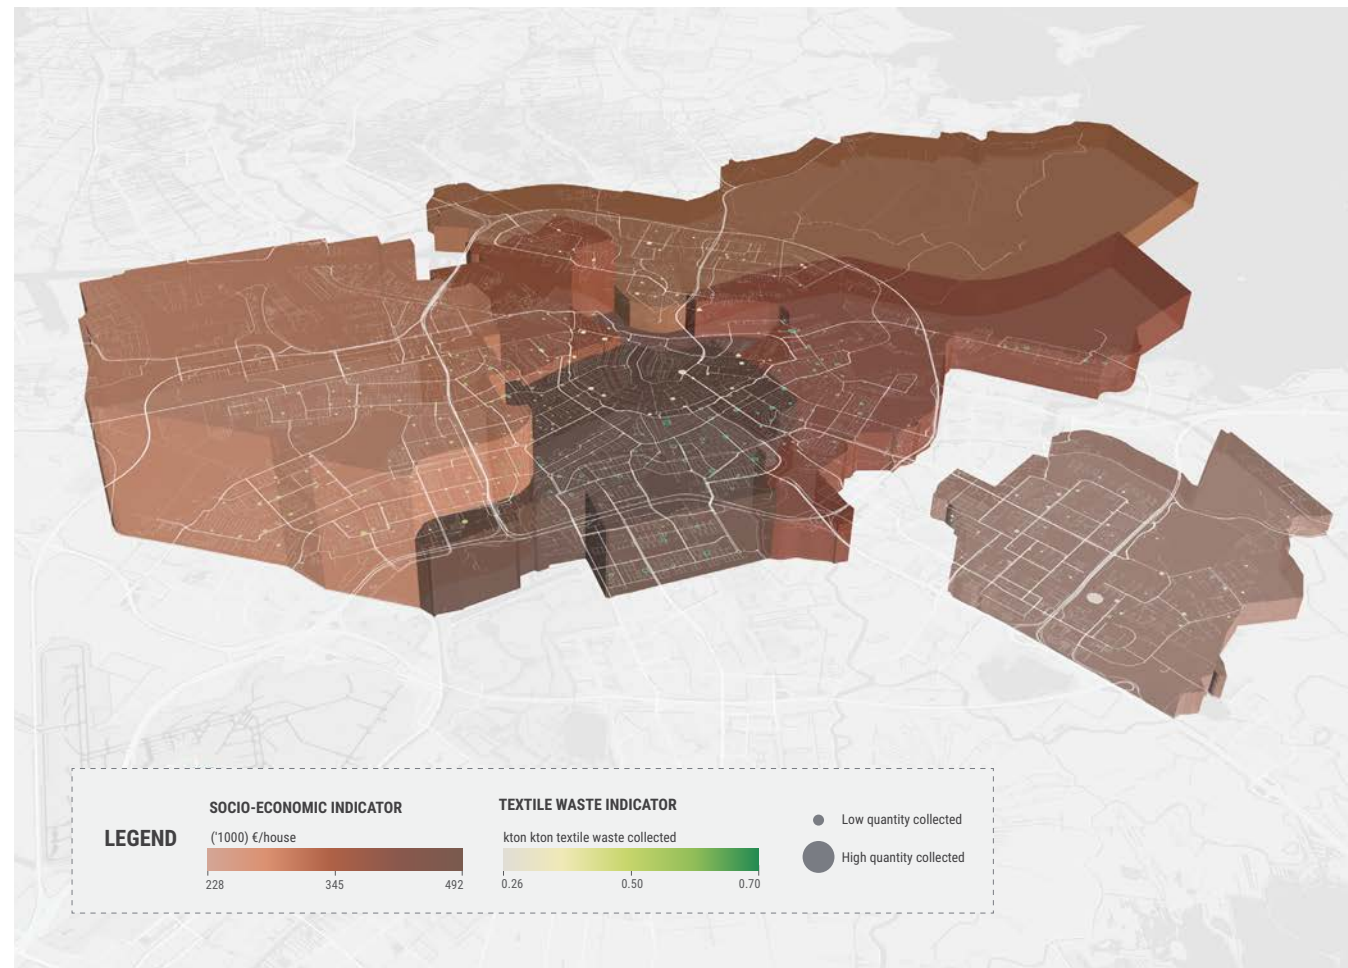 LEGEND
SOCIO-ECONOMIC INDICATOR
('1000) €/house
228 345 492
TEXTILE WASTE INDICATOR
kton kton textile waste collected
0.26 0.50 0.70
Low quantity collected
High quantity collected